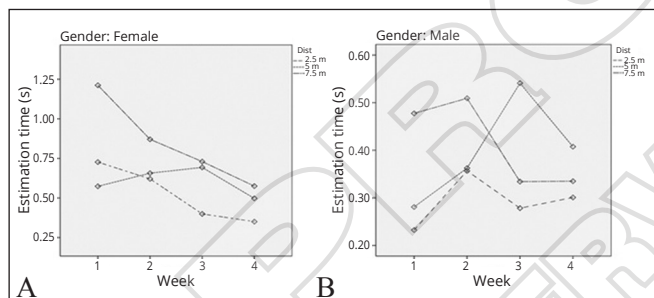 Gender: Female
Dist
2.5 m
5 m
7.5 m
Estimation time (s)
1.25
1.00
0.75
0.50
0.25
1 2 3 4
Week
A
Gender: Male
Dist
2.5 m
5 m
7.5 m
Estimation time (s)
0.60
0.50
0.40
0.30
0.20
1 2 3 4
Week
B